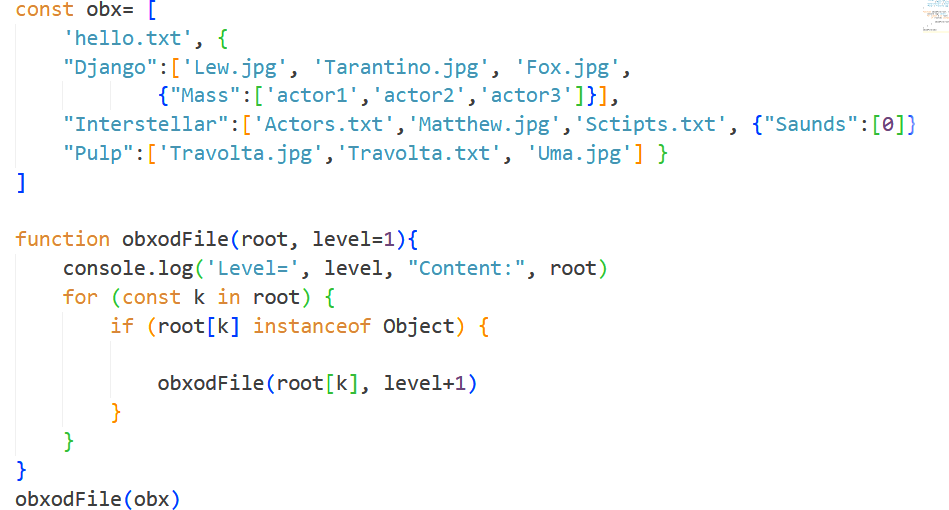 const obx= [
    'hello.txt', {
    "Django":['Lew.jpg', 'Tarantino.jpg', 'Fox.jpg',
            {"Mass":['actor1','actor2','actor3']}],
    "Interstellar":['Actors.txt','Matthew.jpg','Sctipts.txt', {"Saunds":[0]}
    "Pulp":['Travolta.jpg','Travolta.txt', 'Uma.jpg'] }
]
function obxodFile(root, level=1){
    console.log('Level=', level, "Content:", root)
    for (const k in root) {
        if (root[k] instanceof Object) {
            obxodFile(root[k], level+1)
        }
    }
}
obxodFile(obx)